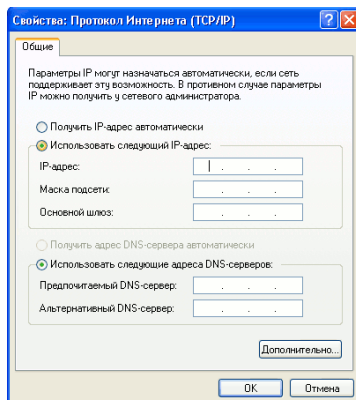 Свойства: Протокол Интернета (TCP/IP)
Общие
Параметры IP могут назначаться автоматически, если сеть
поддерживает эту возможность. В противном случае параметры
IP можно получить у сетевого администратора.
Получить IP-адрес автоматически
Использовать следующий IP-адрес:
IP-адрес:
Маска подсети:
Основной шлюз:
Получить адрес DNS-сервера автоматически
Использовать следующие адреса DNS-серверов:
Предпочитаемый DNS-сервер:
Альтернативный DNS-сервер:
Дополнительно...
OK
Отмена